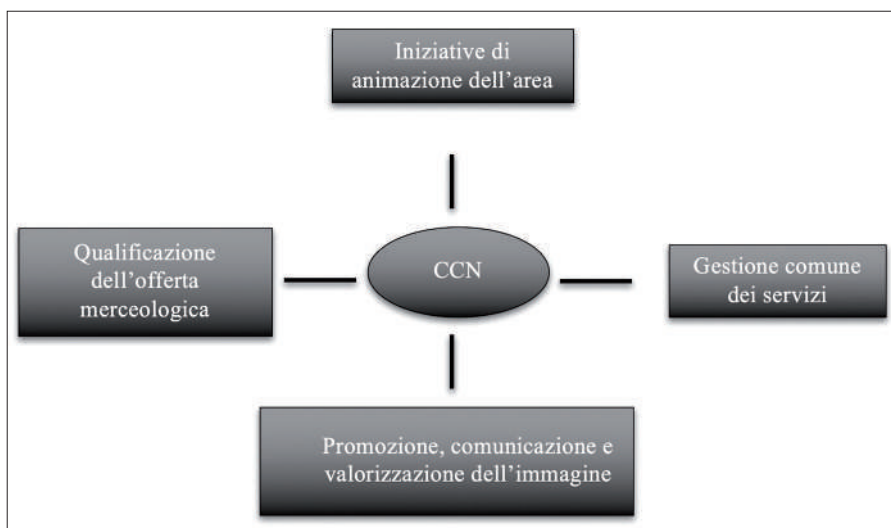 Iniziative di
animazione dell’area
Qualificazione
dell’offerta
merceologica
CCN
Gestione comune
dei servizi
Promozione, comunicazione e
valorizzazione dell’immagine